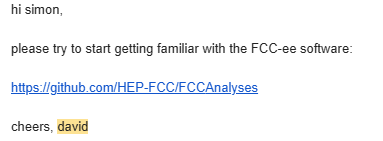 hi simon,
please try to start getting familiar with the FCC-ee software:
https://github.com/HEP-FCC/FCCAnalyses
cheers, david